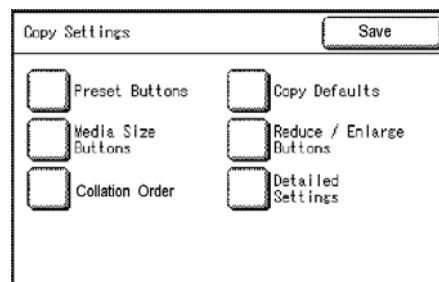 Copy Settings
Save
Preset Buttons
Copy Defaults
Media Size
Buttons
Reduce / Enlarge
Buttons
Collation Order
Detailed
Settings